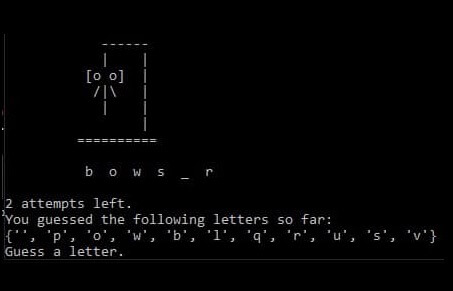 ------
|    |
[o o]  |
/|\   |
|    |
|
==========
b o w s _ r
2 attempts left.
You guessed the following letters so far:
{'', 'p', 'o', 'w', 'b', 'l', 'q', 'r', 'u', 's', 'v'}
Guess a letter.